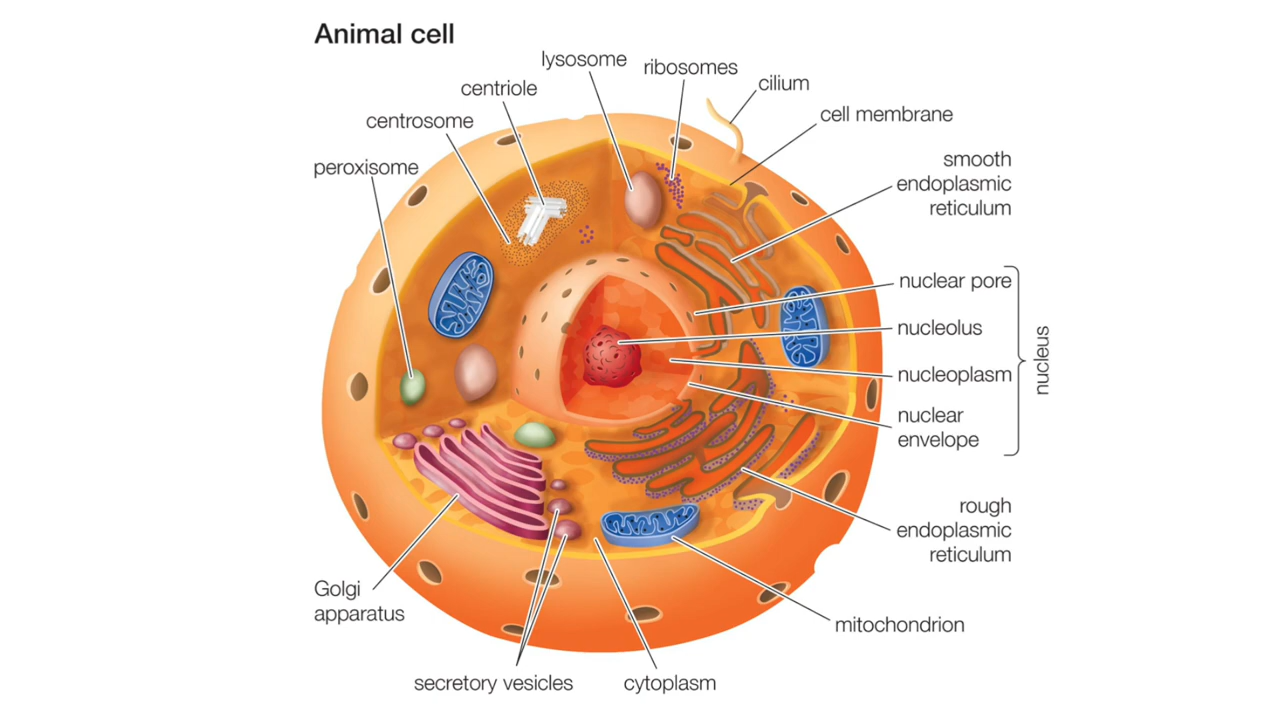 Animal cell
lysosome
ribosomes
cilium
centriole
cell membrane
centrosome
peroxisome
smooth
endoplasmic
reticulum
nuclear pore
nucleolus
nucleoplasm
nuclear
envelope
nucleus
rough
endoplasmic
reticulum
Golgi
apparatus
mitochondrion
secretory vesicles
cytoplasm